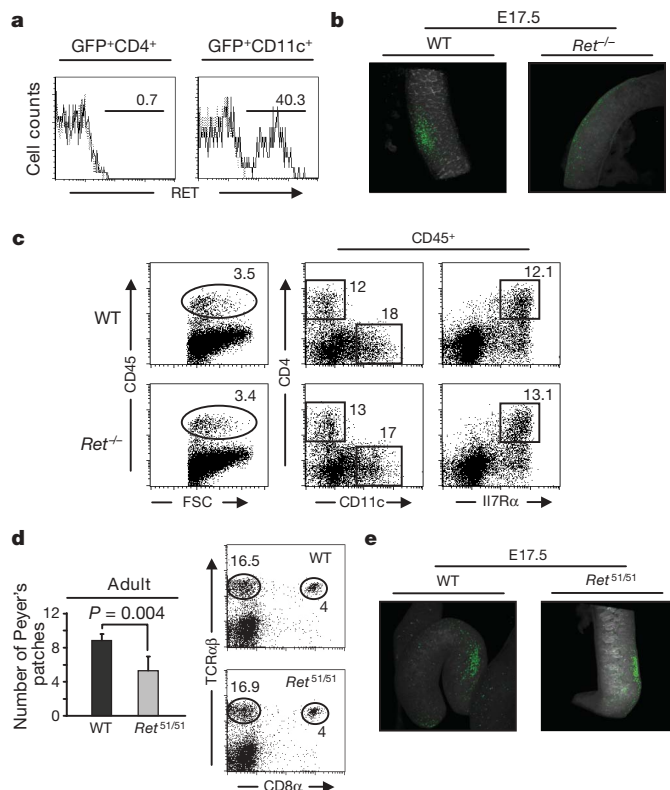 a
GFP+CD4+ GFP+CD11c+
0.7
40.3
Cell counts
RET
b
E17.5
WT
Ret–/–
c
CD45+
3.5
12
18
12.1
WT
CD45
CD4
3.4
13
17
13.1
Ret–/–
FSC
CD11c
Il7Rα
d
Adult
P = 0.004
12
8
4
0
Number of Peyer's
patches
WT
Ret51/51
16.5
WT
4
TCRαβ
16.9
Ret51/51
4
CD8α
e
E17.5
WT
Ret51/51